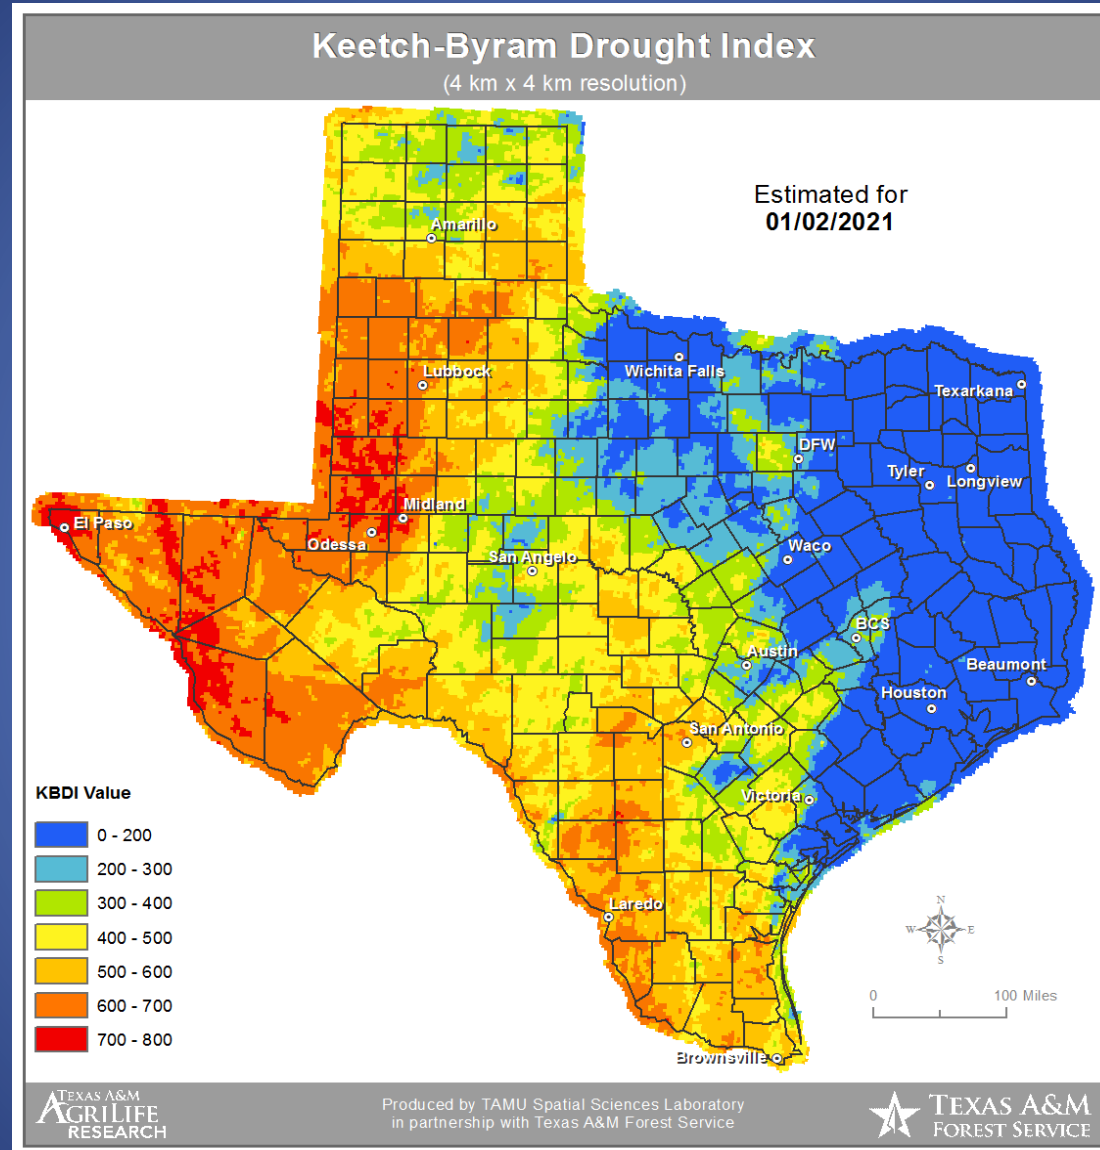 Keetch-Byram Drought Index
(4 km x 4 km resolution)
Estimated for
01/02/2021
Amarillo
Lubbock
Wichita Falls
Texarkana
DFW
Tyler
Longview
Midland
El Paso
Odessa
San Angelo
Waco
BCS
Austin
Beaumont
Houston
San Antonio
Victoria
Laredo
Brownsville
KBDI Value
0 - 200
200 - 300
300 - 400
400 - 500
500 - 600
600 - 700
700 - 800
N
W E
S
0 100 Miles
TEXAS A&M
AGRILIFE
RESEARCH
Produced by TAMU Spatial Sciences Laboratory
in partnership with Texas A&M Forest Service
TEXAS A&M
FOREST SERVICE